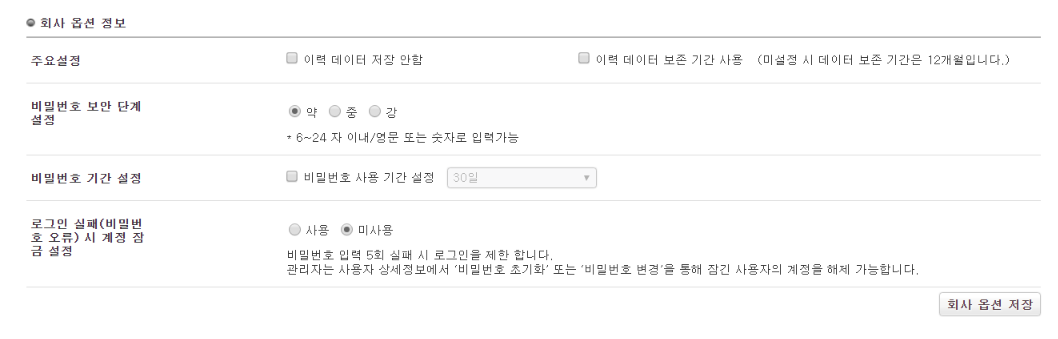 회사 옵션 정보
주요설정
이력 데이터 저장 안함
이력 데이터 보존 기간 사용 (미설정 시 데이터 보존 기간은 12개월입니다.)
비밀번호 보안 단계
설정
약 중 강
* 6~24 자 이내/영문 또는 숫자로 입력가능
비밀번호 기간 설정
비밀번호 사용 기간 설정
30일
로그인 실패(비밀번
호 오류) 시 계정 잠
금 설정
사용 미사용
비밀번호 입력 5회 실패 시 로그인을 제한 합니다.
관리자는 사용자 상세정보에서 '비밀번호 초기화' 또는 '비밀번호 변경'을 통해 잠긴 사용자의 계정을 해제 가능합니다.
회사 옵션 저장